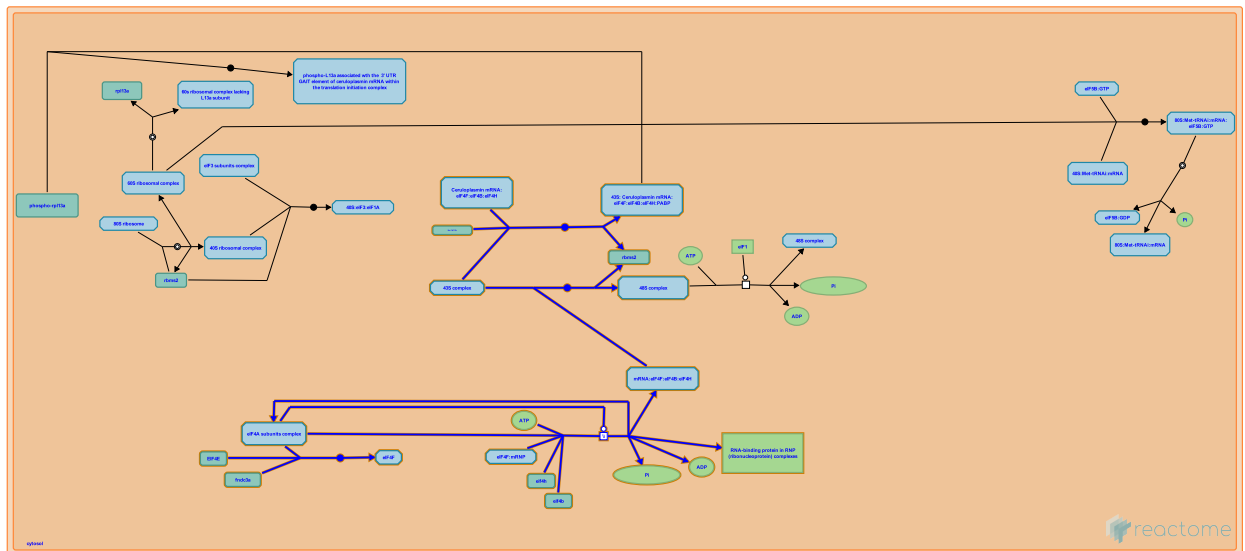 phospho-L13a associated wth the 3' UTR
GAIT element of ceruloplasmin mRNA within
the translation initiation complex
rpl13a
60s ribosomal complex lacking
L13a subunit
eIF5B:GTP
80S:Met-tRNAi:mRNA:
eIF5B:GTP
eIF3 subunits complex
40S:Met-tRNAi:mRNA
60S ribosomal complex
Ceruloplasmin mRNA:
eIF4F:eIF4B:eIF4H
43S: Ceruloplasmin mRNA:
eIF4F:eIF4B:eIF4H:PABP
phospho-rpl13a
40S:eIF3:eIF1A
80S ribosome
eIF5B:GDP
Pi
40S ribosomal complex
48S complex
80S:Met-tRNAi:mRNA
eIF1
ATP
rbms2
rbms2
43S complex
48S complex
Pi
ADP
mRNA:eIF4F:eIF4B:eIF4H
ATP
eIF4A subunits complex
EIF4E
eIF4F
eIF4F:mRNP
RNA-binding protein in RNP
(ribonucleoprotein) complexes
fndc3a
eif4h
Pi
ADP
eif4b
cytosol
reactome